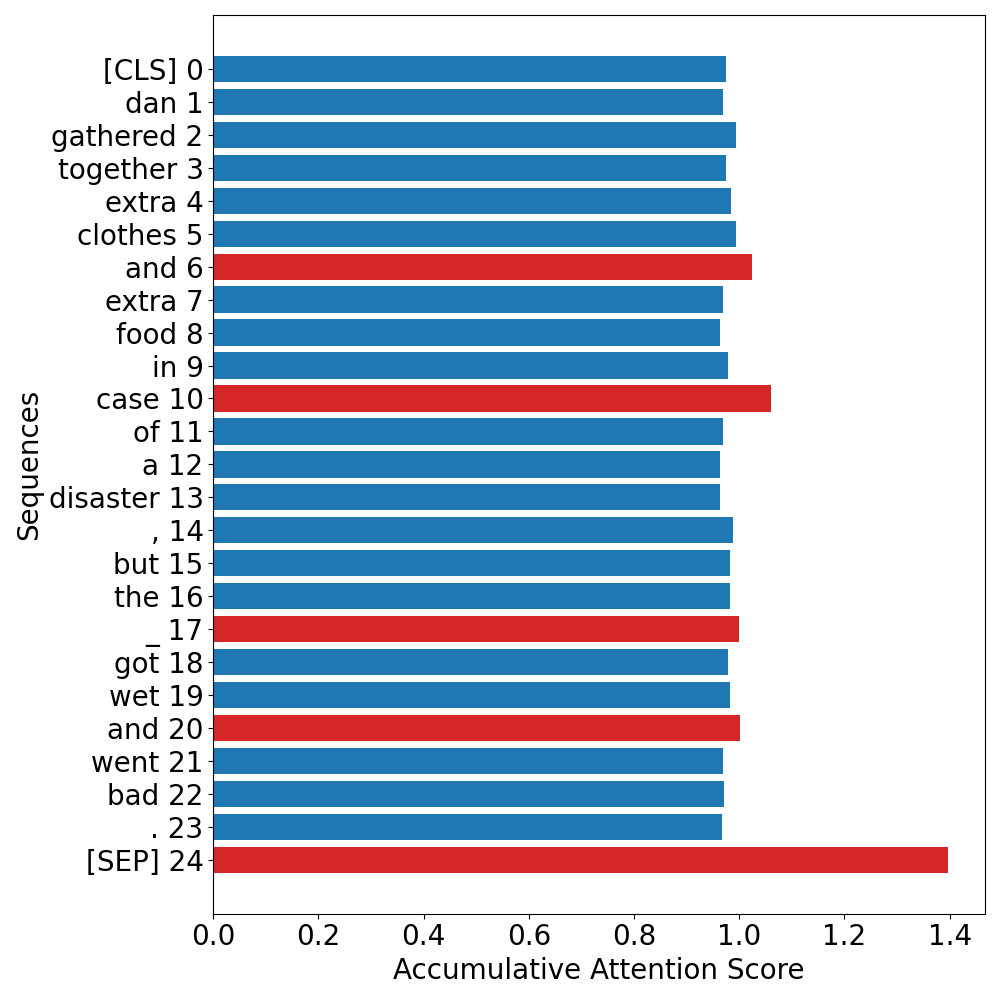 [CLS] 0
dan 1
gathered 2
together 3
extra 4
clothes 5
and 6
extra 7
food 8
in 9
case 10
of 11
a 12
disaster 13
, 14
but 15
the 16
_ 17
got 18
wet 19
and 20
went 21
bad 22
. 23
[SEP] 24
Sequences
0.0 0.2 0.4 0.6 0.8 1.0 1.2 1.4
Accumulative Attention Score